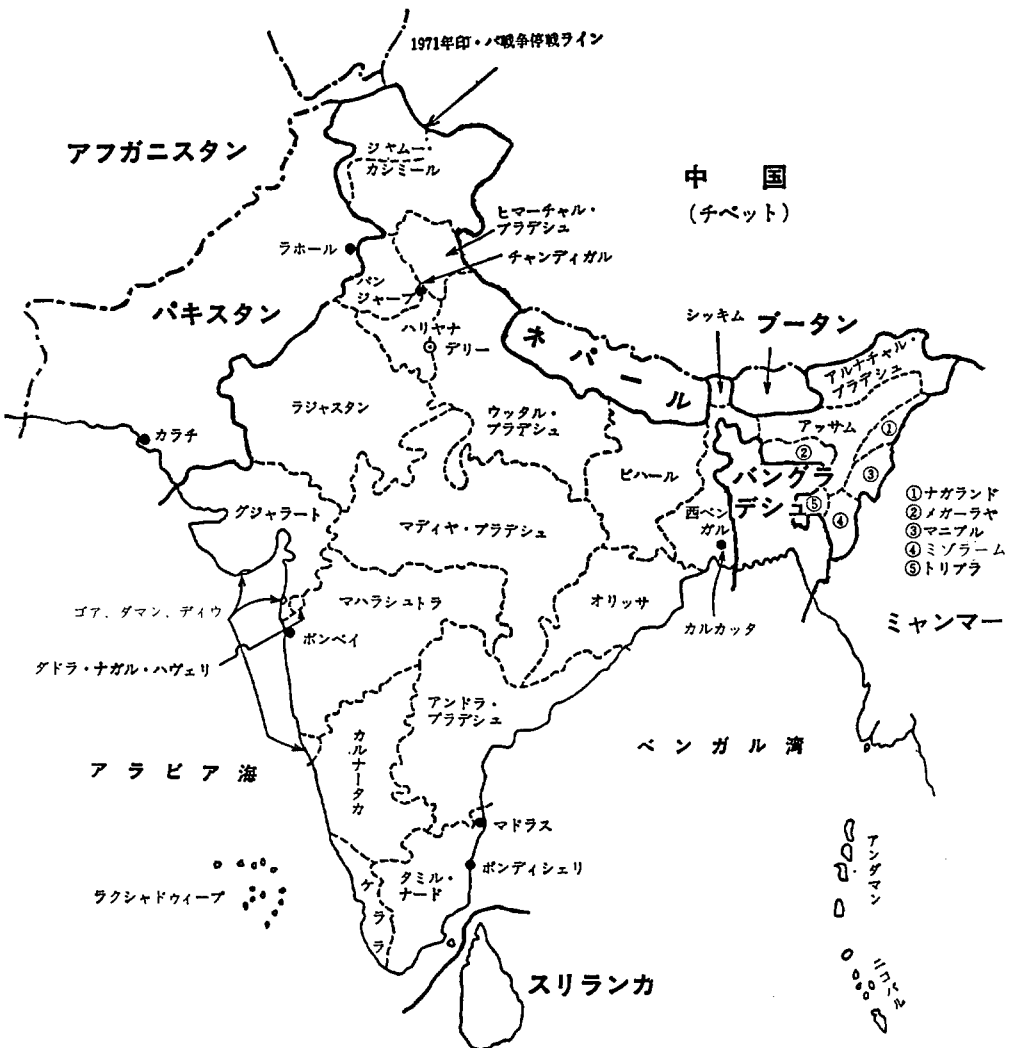 1971年印・パ戦争停戦ライン
アフガニスタン
ジャムー・
カシミール
中国
(チベット)
ヒマーチャル・
プラデシュ
ラホール
チャンディガル
パン
ジャーブ
パキスタン
シッキム
ブータン
ハリヤナ
デリー
ネパール
アルナチャル・
プラデシュ
ラジャスタン
ウッタル・
プラデシュ
アッサム
①
カラチ
②
ビハール
バングラ
デシュ
③
⑤
④
①ナガランド
②メガーラヤ
③マニプル
④ミゾラーム
⑤トリプラ
グジャラート
マディヤ・プラデシュ
西ベン
ガル
ゴア、ダマン、ディウ
マハラシュトラ
オリッサ
カルカッタ
ミャンマー
ボンベイ
ダドラ・ナガル・ハヴェリ
アンドラ・
プラデシュ
カルナータカ
ベンガル湾
アラビア海
マドラス
ポンディシェリ
アンダマン
タミル・
ナード
ケララ
ラクシャドウィープ
ニコバル
スリランカ